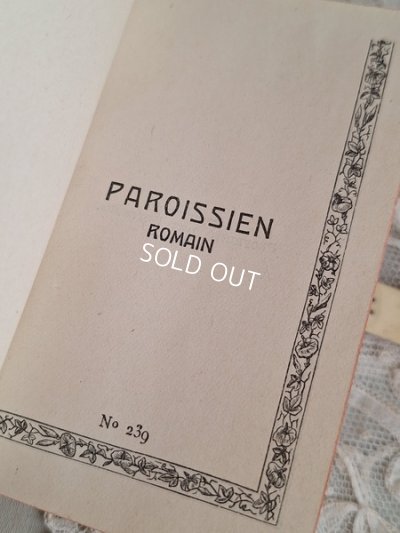 PAROISSIEN
ROMAIN
SOLD OUT
No 239